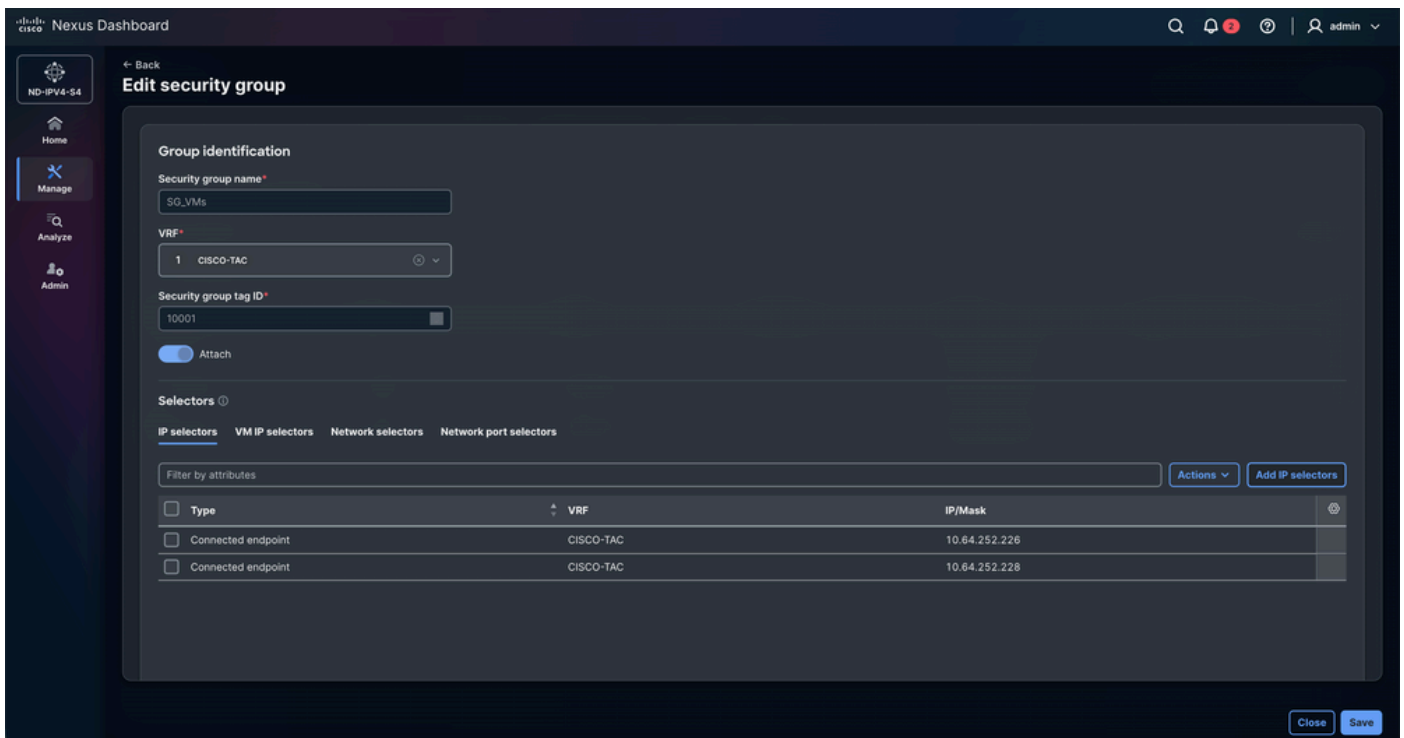 cisco Nexus Dashboard
2
admin
ND-IPV4-S4
Home
Manage
Analyze
Admin
← Back
Edit security group
Group identification
Security group name*
SG_VMs
VRF*
1 CISCO-TAC
Security group tag ID*
10001
Attach
Selectors
IP selectors VM IP selectors Network selectors Network port selectors
Filter by attributes
Actions
Add IP selectors
Type VRF IP/Mask
Connected endpoint CISCO-TAC 10.64.252.226
Connected endpoint CISCO-TAC 10.64.252.228
Close Save